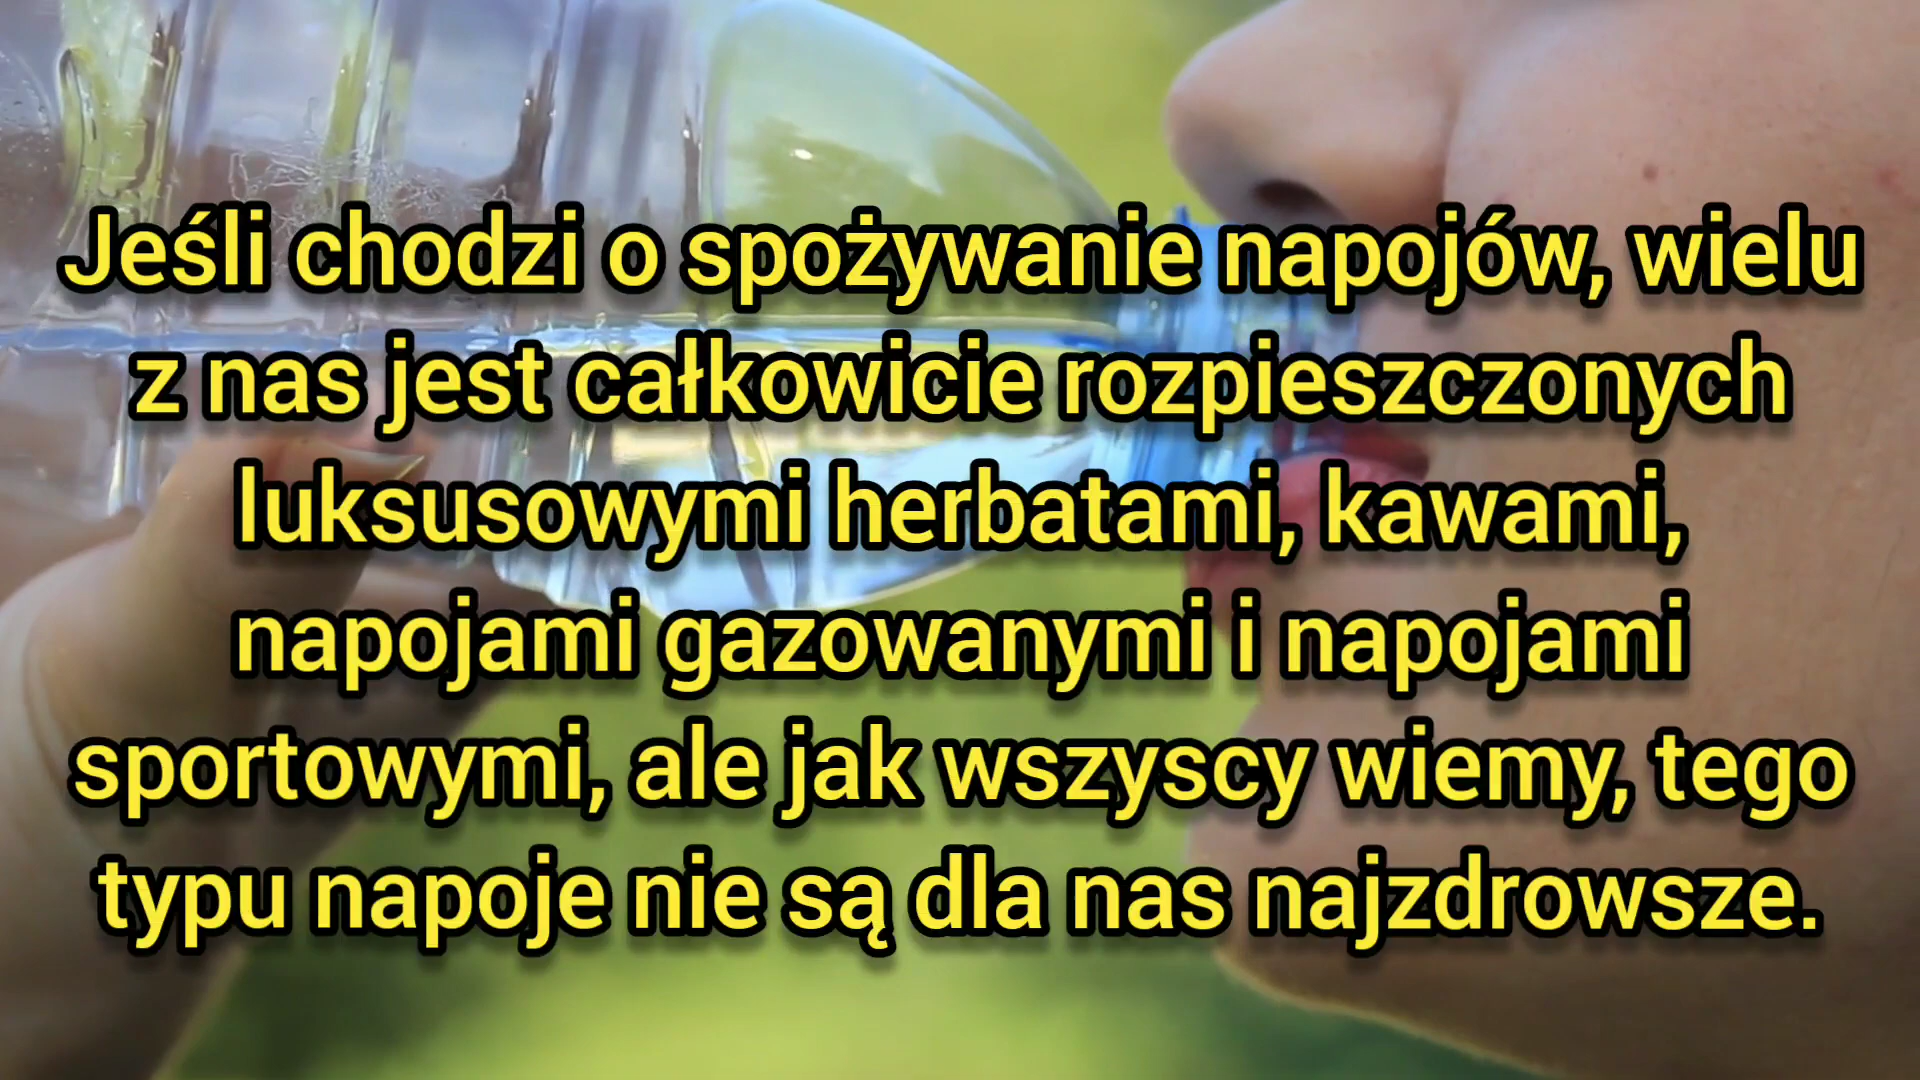 Jeśli chodzi o spożywanie napojów, wielu
z nas jest całkowicie rozpieszczonych
luksusowymi herbatami, kawami,
napojami gazowanymi i napojami
sportowymi, ale jak wszyscy wiemy, tego
typu napoje nie są dla nas najzdrowsze.